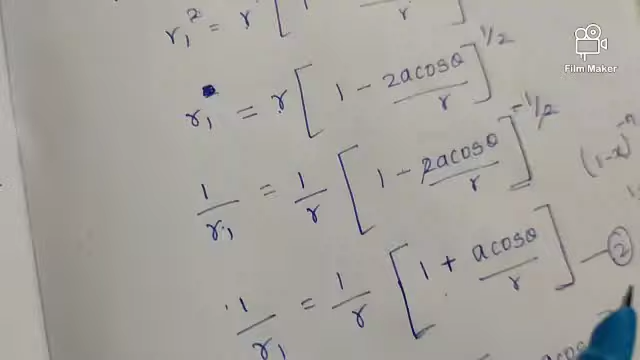 r₁² = r
r₁ = r [ 1 - 2acosθ/r ]^1/2
Film Maker
1/r₁ = 1/r [ 1 - 2acosθ/r ]^-1/2
(1-x)^-n
1/r₁ = 1/r [ 1 + acosθ/r ] — ②